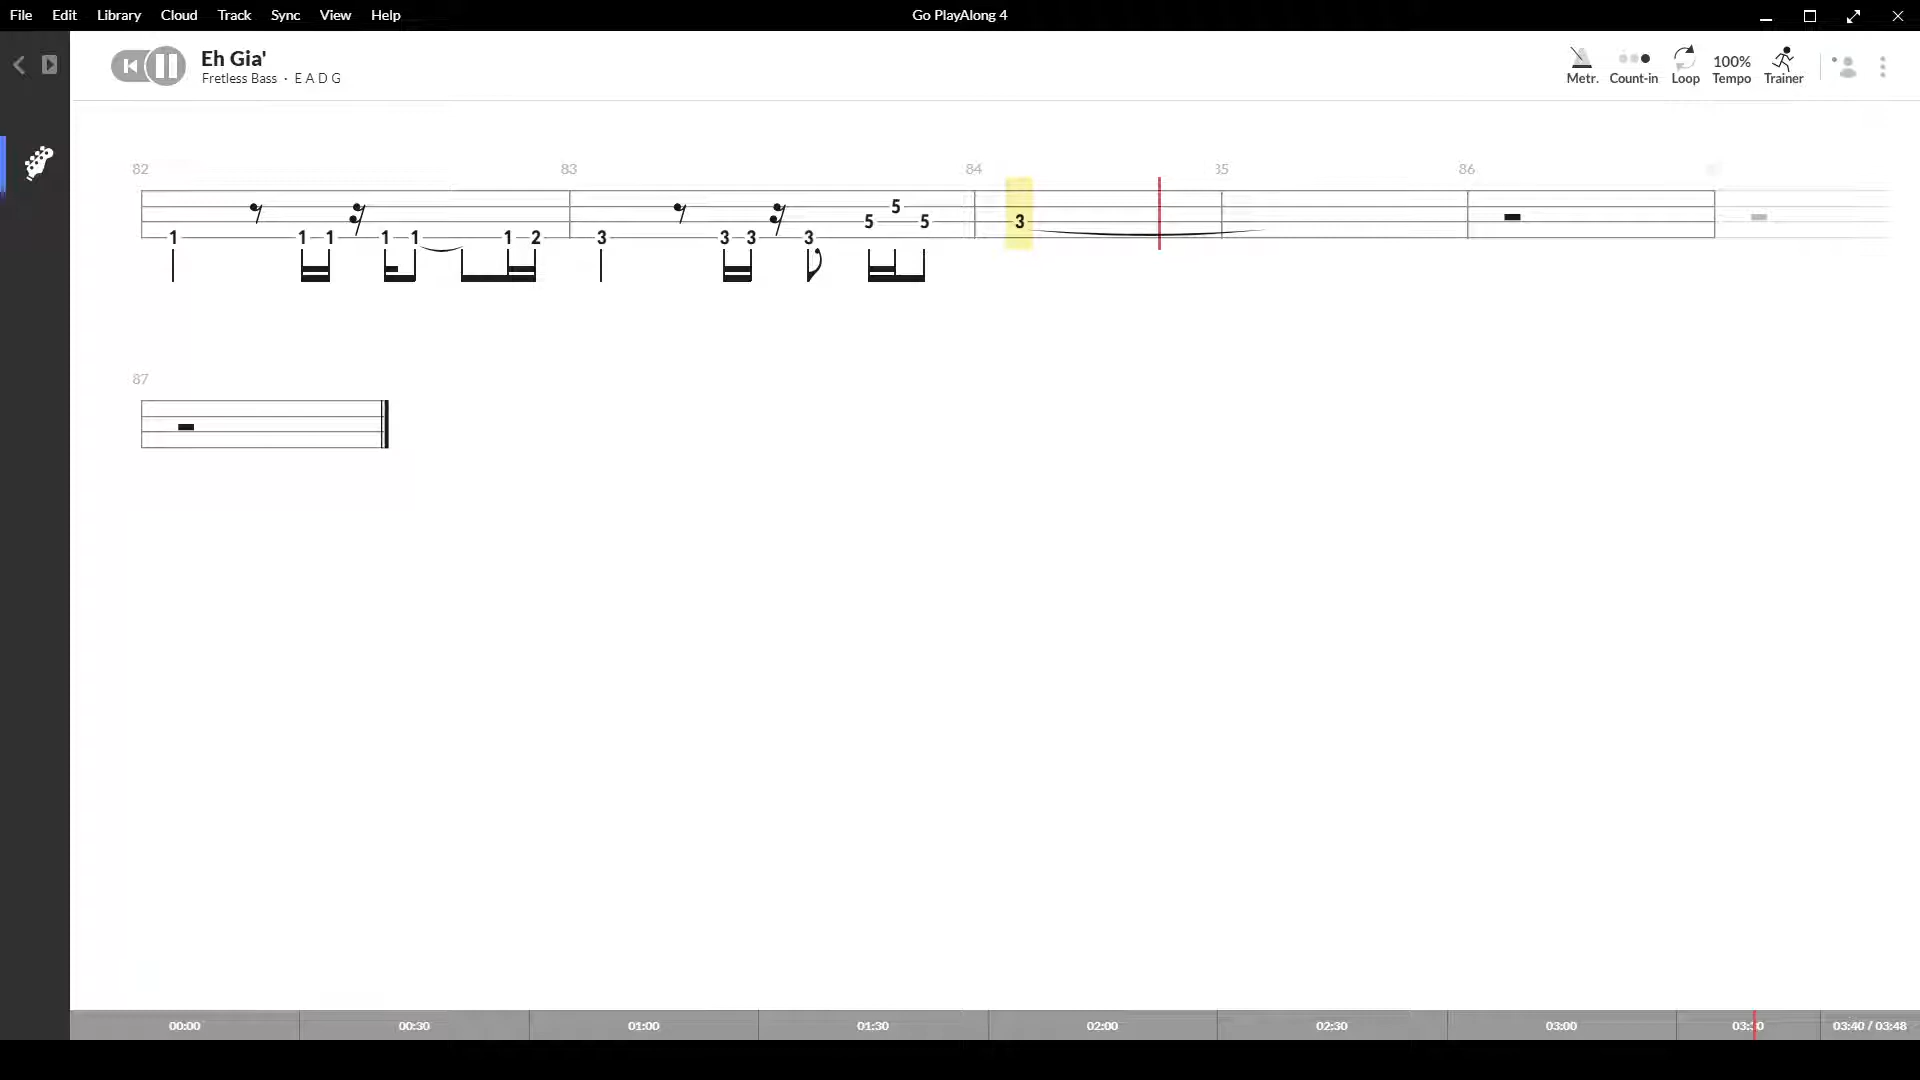 File Edit Library Cloud Track Sync View Help
Go PlayAlong 4
Eh Gia'
Fretless Bass · E A D G
Metr. Count-in Loop 100% Tempo Trainer
82 83 84 35 86
5
5 5 3
1 1 1 1 1 1 2 3 3 3 3
87
00:00 00:30 01:00 01:30 02:00 02:30 03:00 03:30 03:40 / 03:48